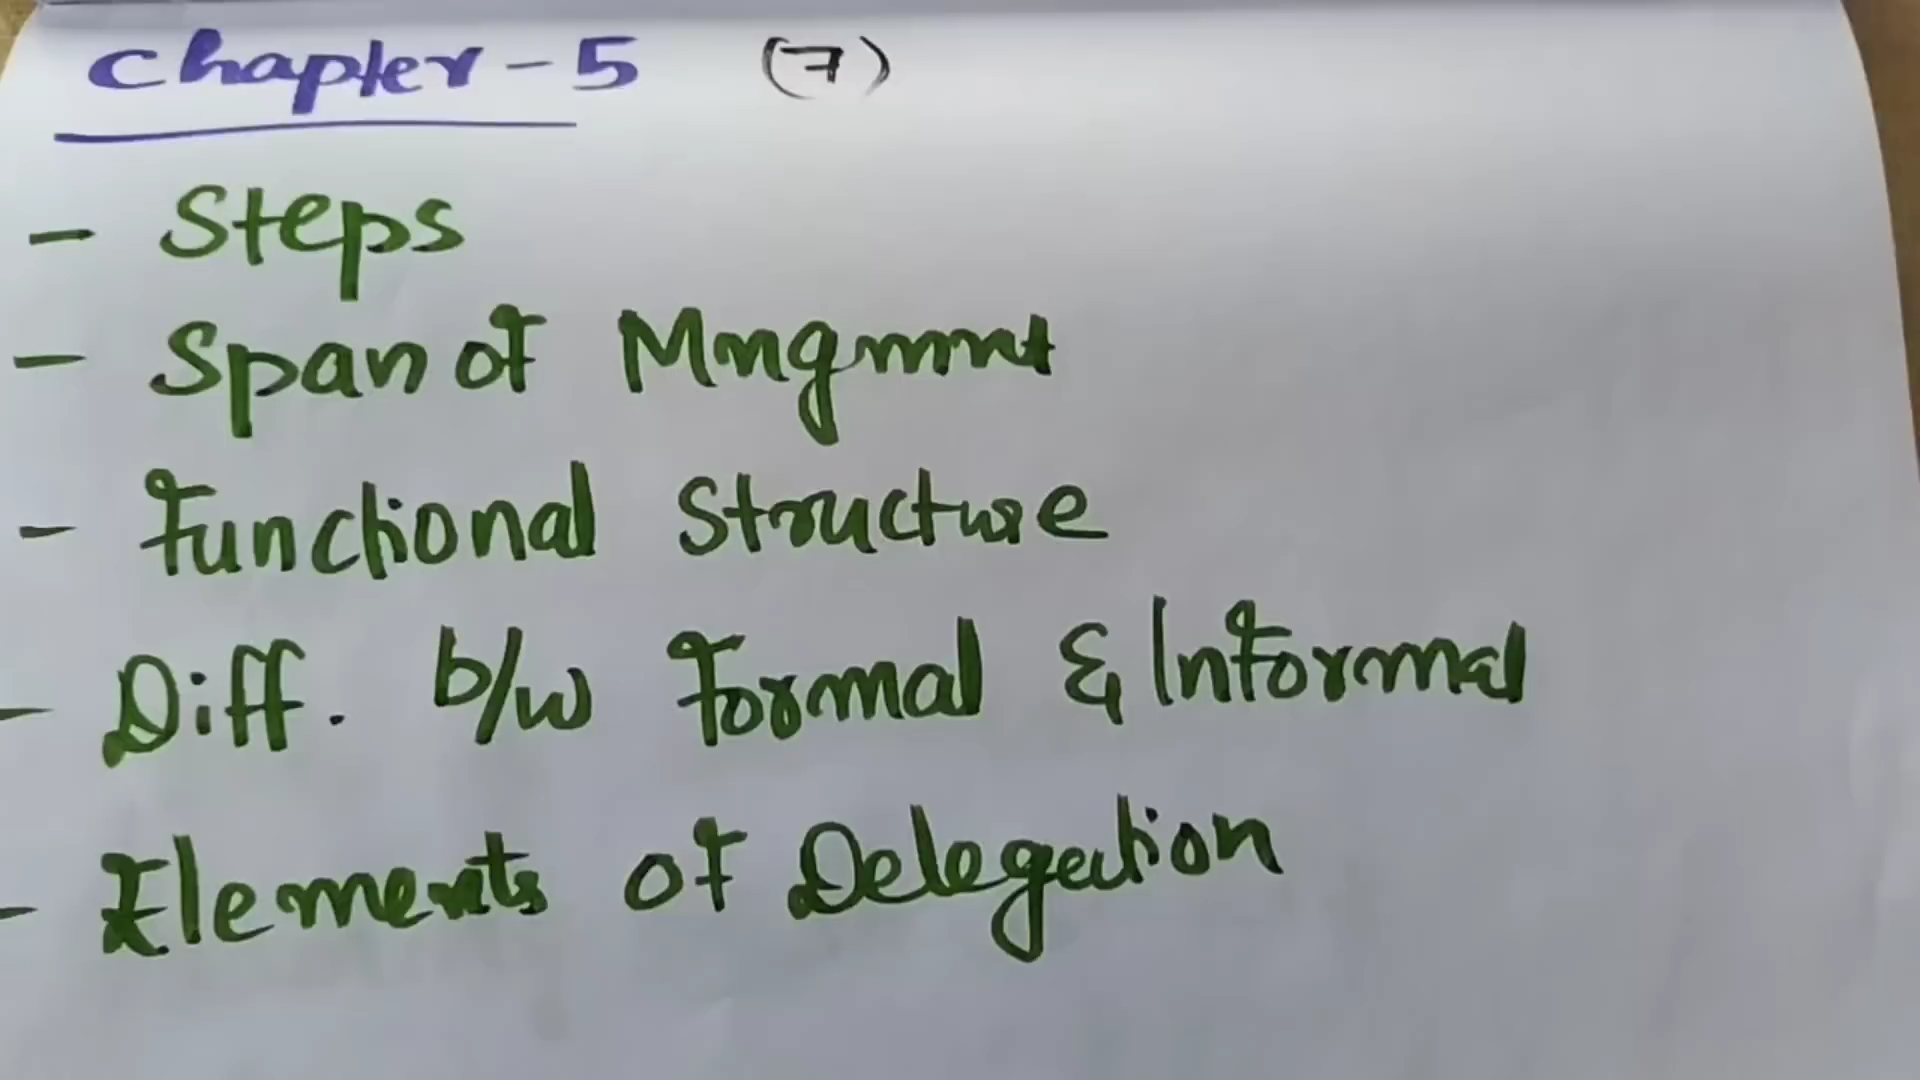 Chapter - 5 (7)
- Steps
- Span of Mngmnt
- Functional Structure
- Diff. b/w Formal & Informal
- Elements of Delegation